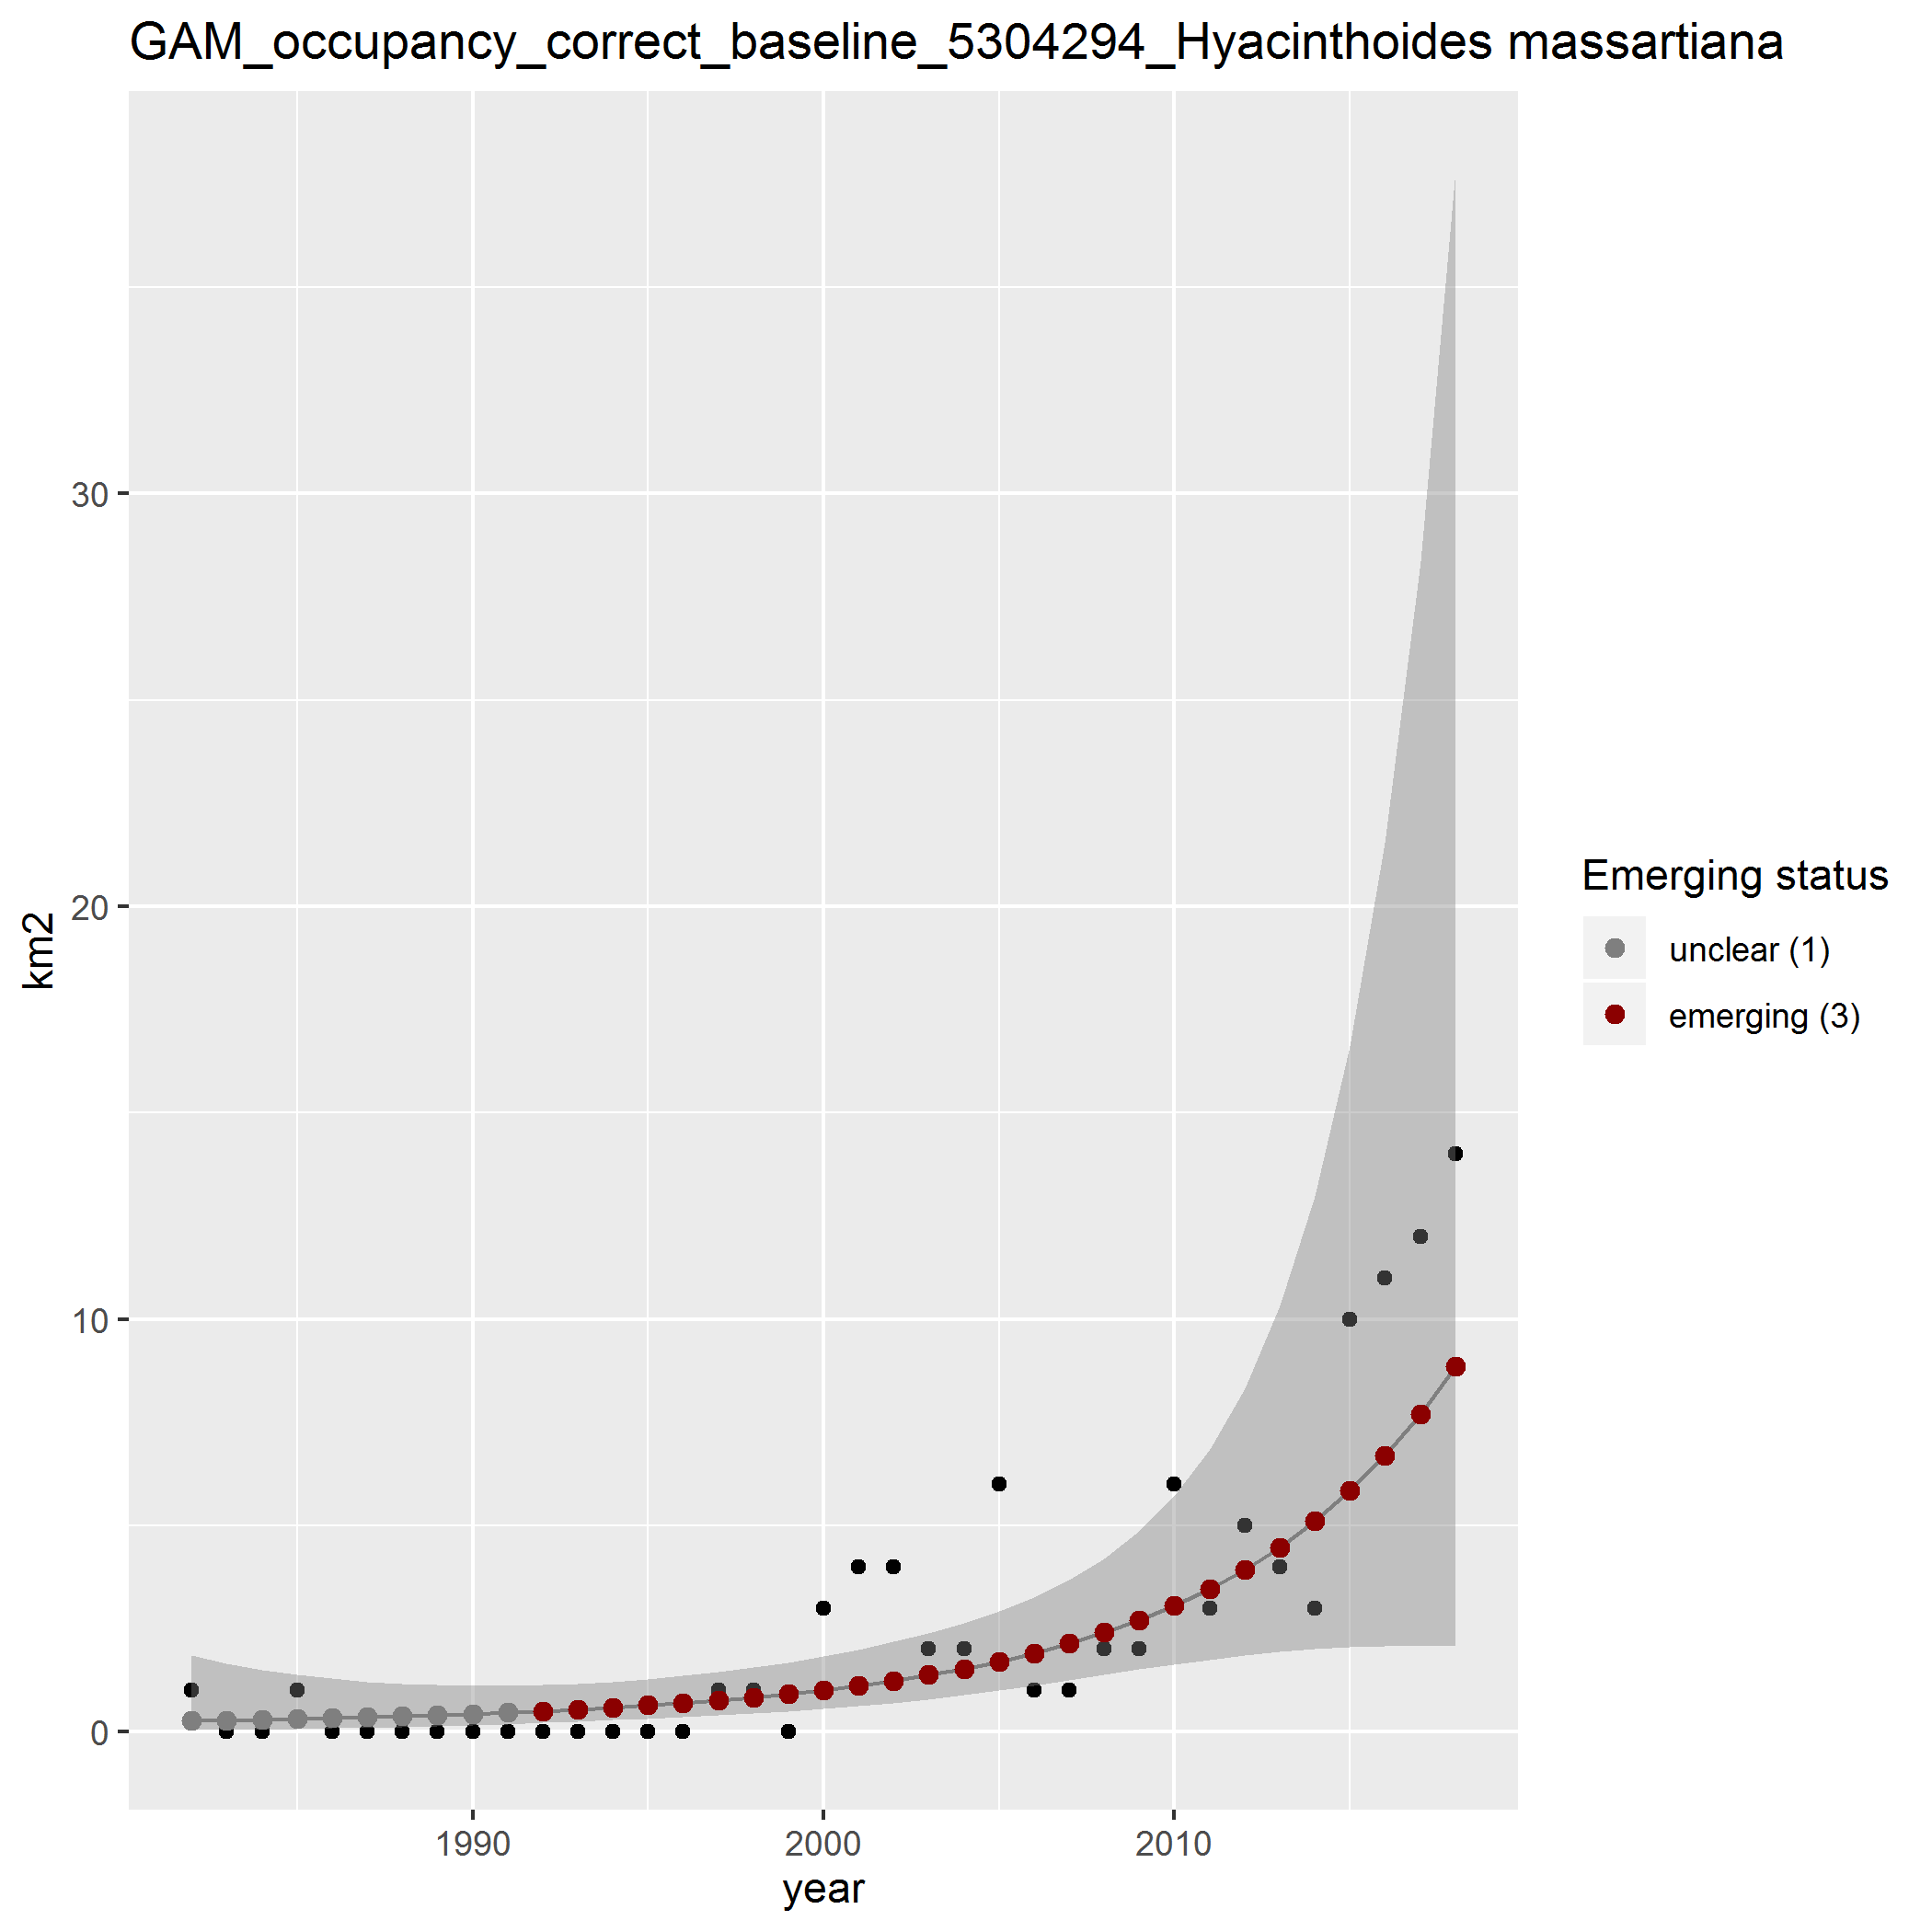 GAM_occupancy_correct_baseline_5304294_Hyacinthoides massartiana
km2
30
20
10
0
1990
2000
2010
year
Emerging status
unclear (1)
emerging (3)